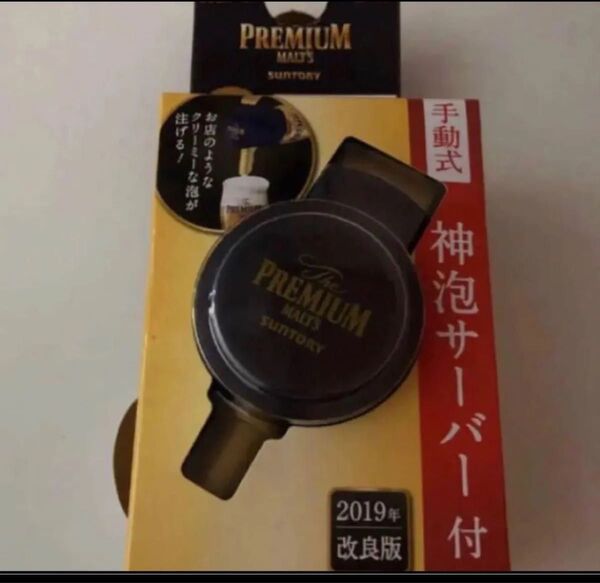 PREMIUM
MALT'S
SUNTORY
お店のような
クリーミーな泡が
注げる!
PREMIUM
手動式
神泡サーバー付
The
PREMIUM
MALT'S
SUNTORY
2019年
改良版